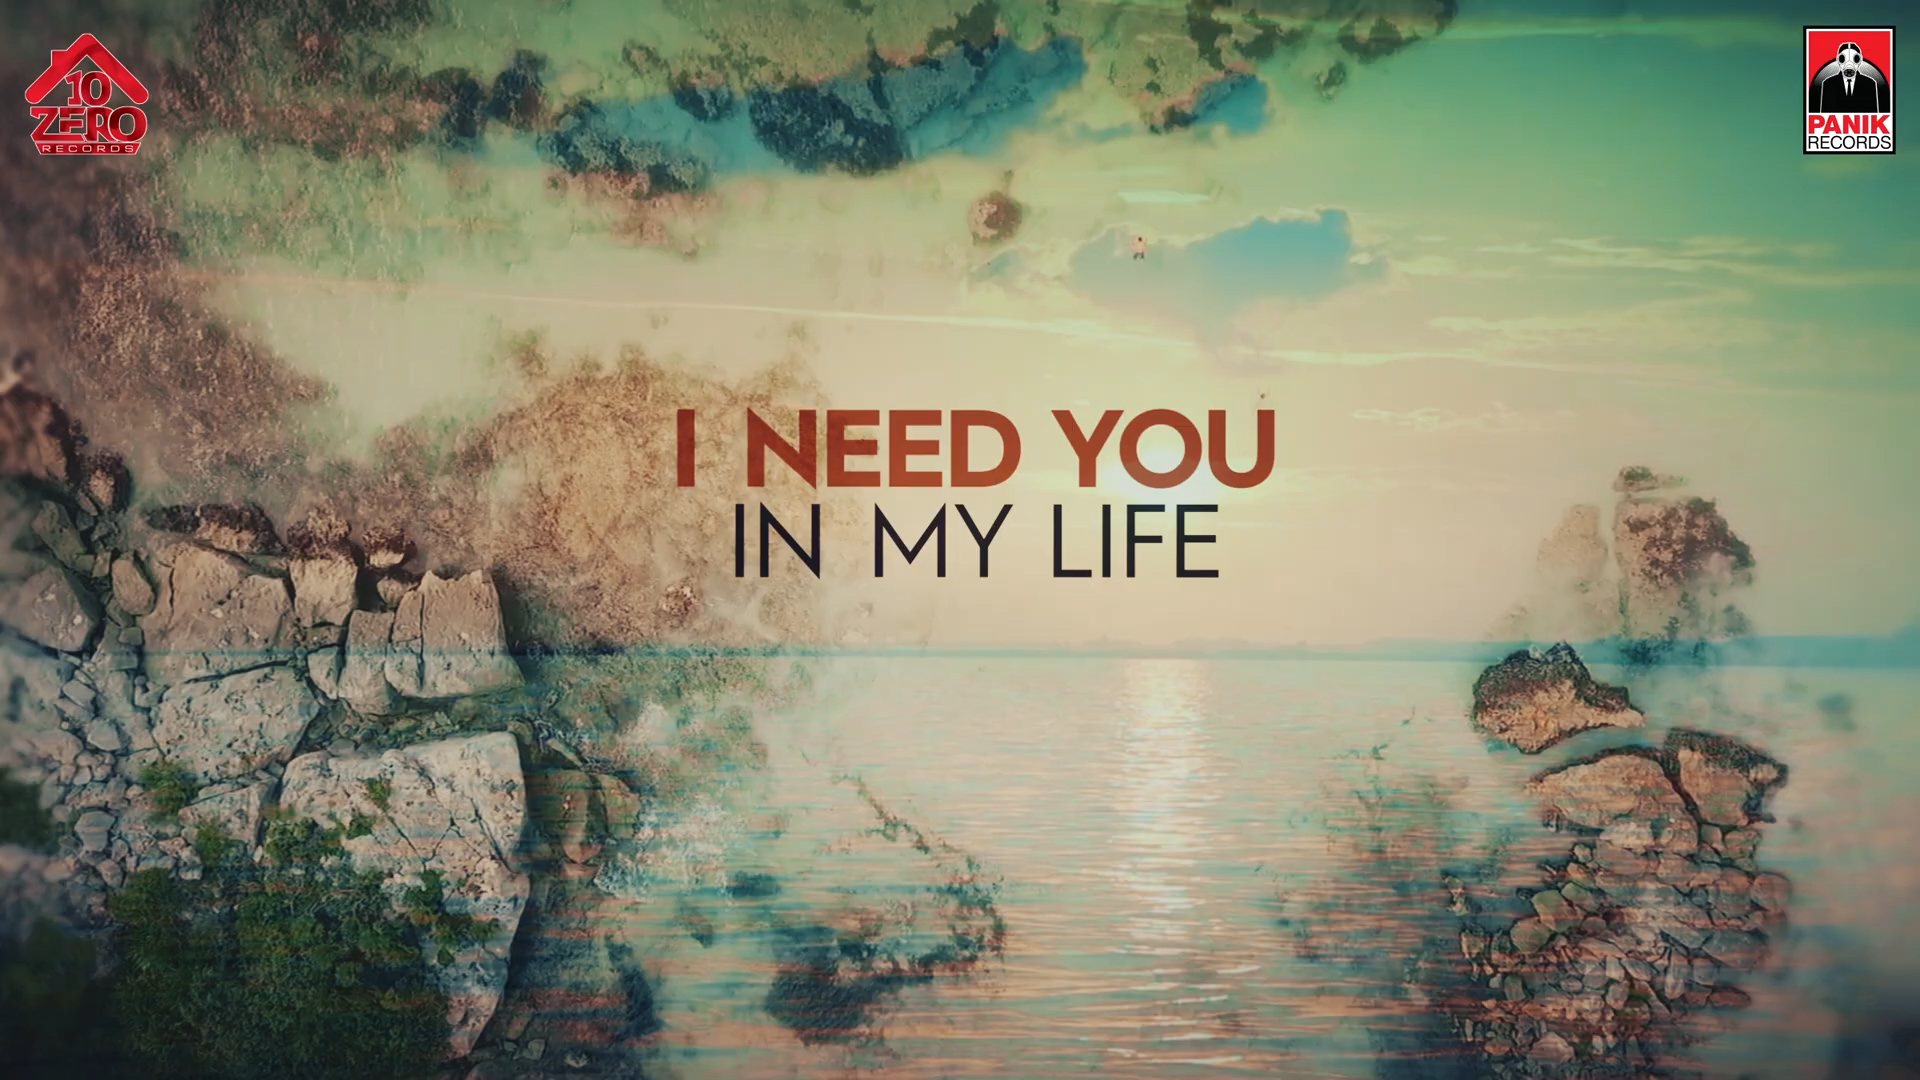 10
ZERO
RECORDS
PANIK
RECORDS
I NEED YOU
IN MY LIFE